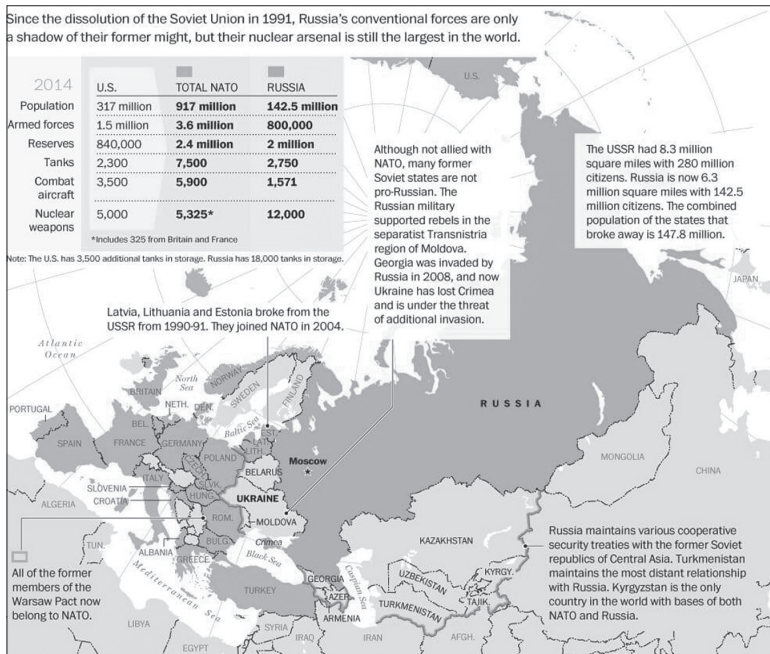 Since the dissolution of the Soviet Union in 1991, Russia's conventional forces are only
a shadow of their former might, but their nuclear arsenal is still the largest in the world.
2014 U.S. TOTAL NATO RUSSIA
Population 317 million 917 million 142.5 million
Armed forces 1.5 million 3.6 million 800,000
Reserves 840,000 2.4 million 2 million
Tanks 2,300 7,500 2,750
Combat
aircraft 3,500 5,900 1,571
Nuclear
weapons 5,000 5,325* 12,000
*Includes 325 from Britain and France
Note: The U.S. has 3,500 additional tanks in storage. Russia has 18,000 tanks in storage.
U.S.
Although not allied with
NATO, many former
Soviet states are not
pro-Russian. The
Russian military
supported rebels in the
separatist Transnistria
region of Moldova.
Georgia was invaded by
Russia in 2008, and now
Ukraine has lost Crimea
and is under the threat
of additional invasion.
The USSR had 8.3 million
square miles with 280 million
citizens. Russia is now 6.3
million square miles with 142.5
million citizens. The combined
population of the states that
broke away is 147.8 million.
JAPAN
Latvia, Lithuania and Estonia broke from the
USSR from 1990-91. They joined NATO in 2004.
Atlantic
Ocean
North
Sea
NORWAY
SWEDEN
FINLAND
BRITAIN
NETH.
DEN.
Baltic Sea
PORTUGAL
SPAIN
BEL.
FRANCE
GERMANY
POLAND
EST.
LAT.
LITH.
BELARUS
Moscow
RUSSIA
MONGOLIA
CHINA
CZECH
SLVK.
HUNG.
ITALY
SLOVENIA
CROATIA
UKRAINE
ROM.
MOLDOVA
ALGERIA
TUN.
ALBANIA
BULG.
GREECE
Crimea
Black Sea
Mediterranean Sea
TURKEY
GEORGIA
AZER.
ARMENIA
Caspian Sea
KAZAKHSTAN
UZBEKISTAN
TURKMENISTAN
KYRGY.
TAJIK.
LIBYA
EGYPT
SYRIA
IRAQ
IRAN
AFGH.
All of the former
members of the
Warsaw Pact now
belong to NATO.
Russia maintains various cooperative
security treaties with the former Soviet
republics of Central Asia. Turkmenistan
maintains the most distant relationship
with Russia. Kyrgyzstan is the only
country in the world with bases of both
NATO and Russia.